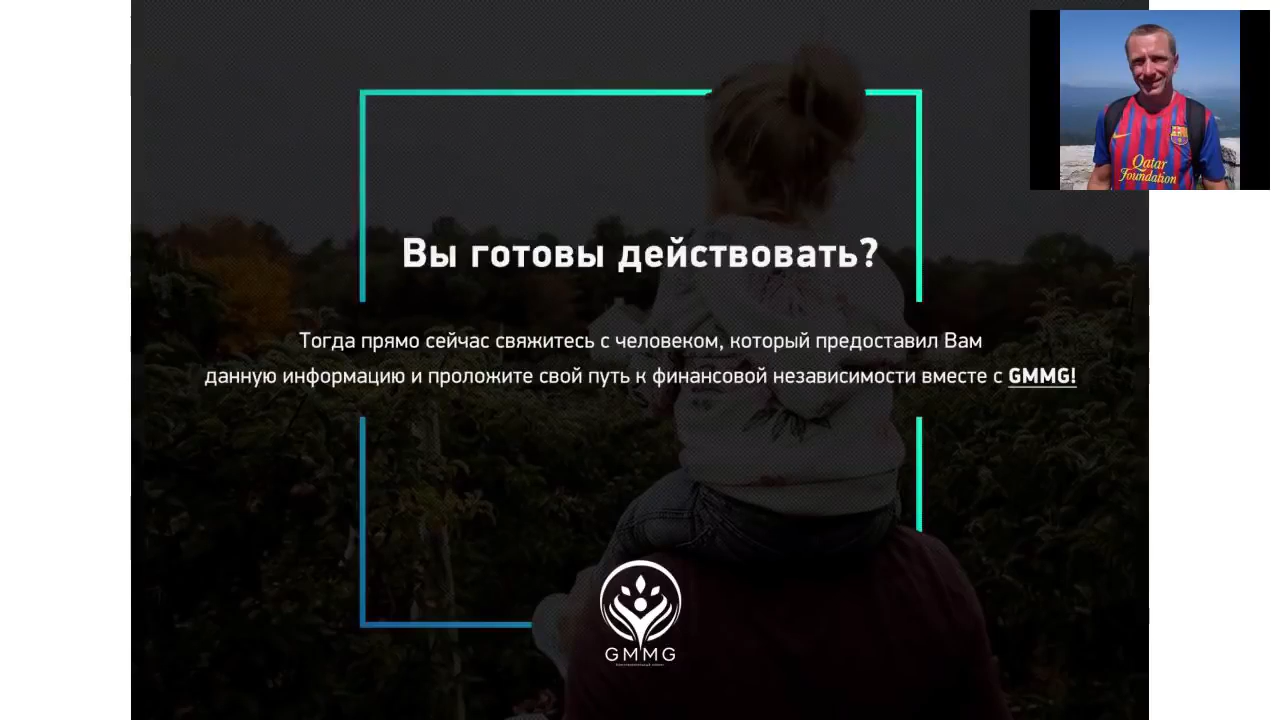 Вы готовы действовать?
Тогда прямо сейчас свяжитесь с человеком, который предоставил Вам
данную информацию и проложите свой путь к финансовой независимости вместе с GMMG!
Qatar
Foundation
GMMG